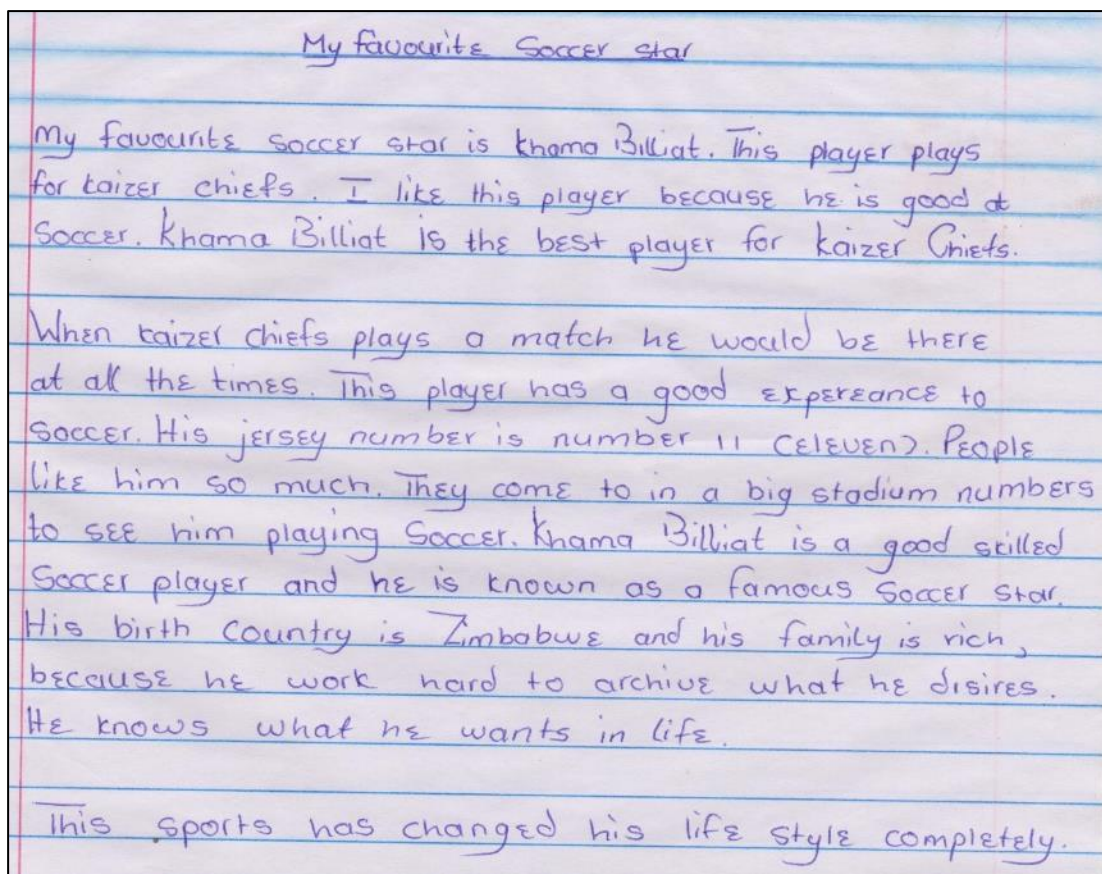 My favourite Soccer star
My favourite soccer star is khama Billiat. This player plays
for kaizer chiefs. I like this player because he is good at
Soccer. Khama Billiat is the best player for kaizer Chiefs.
When kaizer chiefs plays a match he would be there
at all the times. This player has a good expereance to
soccer. His jersey number is number 11 (eleven). People
like him so much. They come to in a big stadium numbers
to see him playing Soccer. Khama Billiat is a good skilled
Soccer player and he is known as a famous Soccer star.
His birth country is Zimbabwe and his family is rich,
because he work hard to archive what he disires.
He knows what he wants in life.
This sports has changed his life style completely.